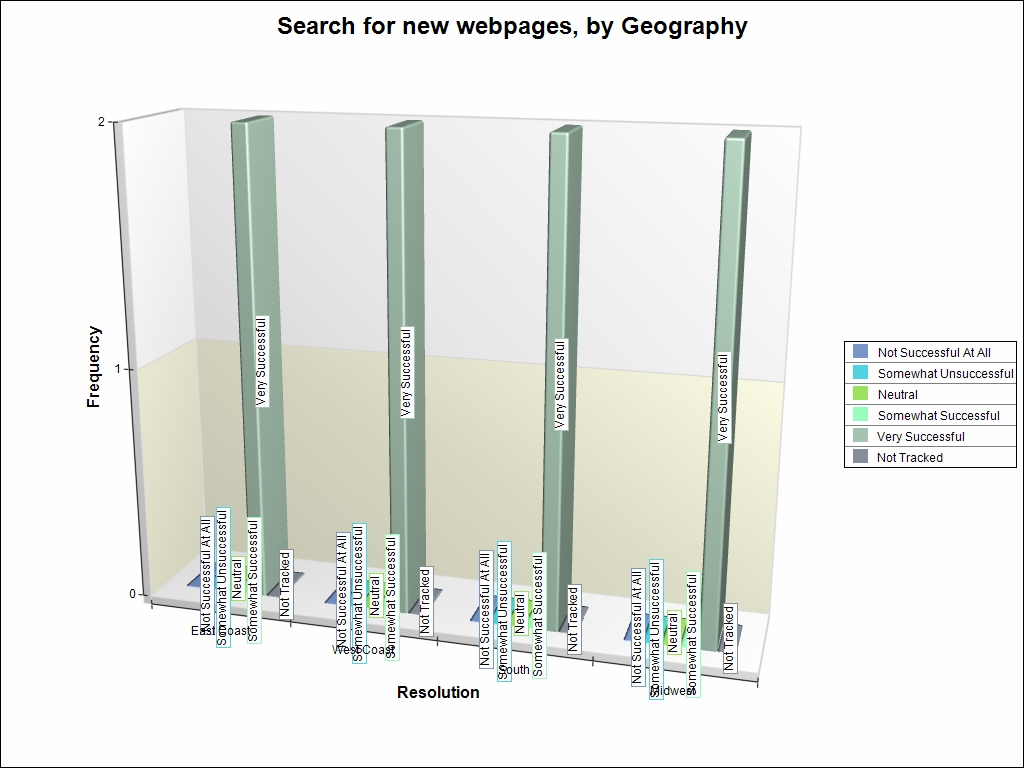 Search for new webpages, by Geography
2
1
0
Frequency
Very Successful
Very Successful
Very Successful
Very Successful
Not Successful At All
Somewhat Unsuccessful
Neutral
Somewhat Successful
Not Tracked
Not Successful At All
Somewhat Unsuccessful
Neutral
Somewhat Successful
Not Tracked
Not Successful At All
Somewhat Unsuccessful
Neutral
Somewhat Successful
Not Tracked
Not Successful At All
Somewhat Unsuccessful
Neutral
Somewhat Successful
Not Tracked
East Coast
West Coast
South
Midwest
Resolution
Not Successful At All
Somewhat Unsuccessful
Neutral
Somewhat Successful
Very Successful
Not Tracked